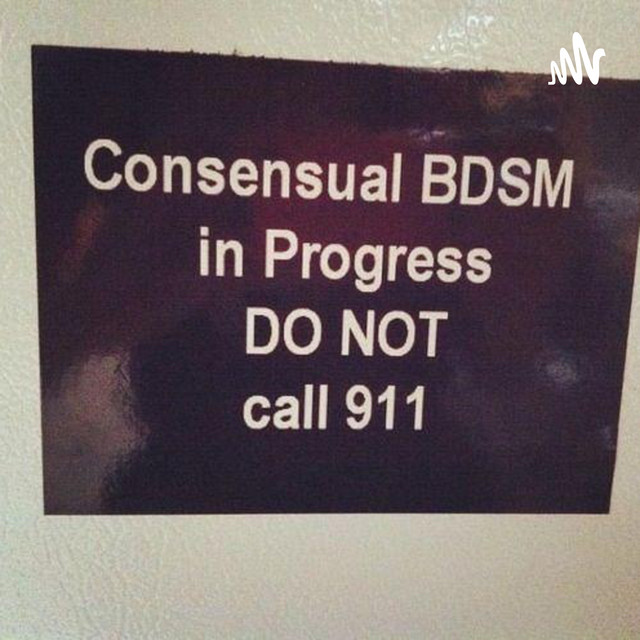 Consensual BDSM
in Progress
DO NOT
call 911